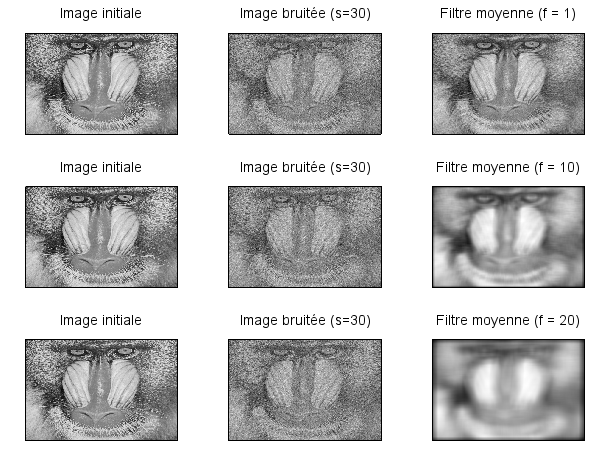 Image initiale
Image bruitée (s=30)
Filtre moyenne (f = 1)
Image initiale
Image bruitée (s=30)
Filtre moyenne (f = 10)
Image initiale
Image bruitée (s=30)
Filtre moyenne (f = 20)